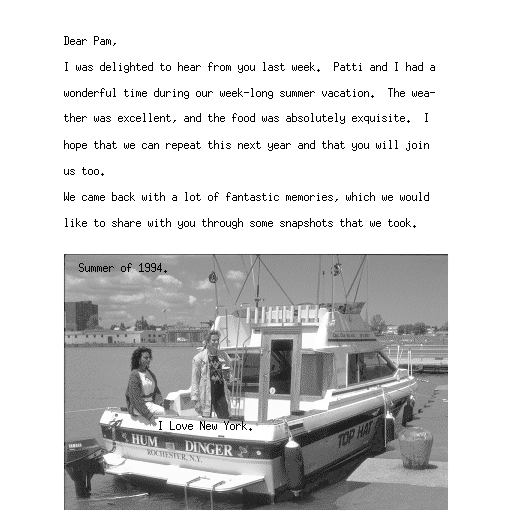 Dear Pam,
I was delighted to hear from you last week. Patti and I had a
wonderful time during our week-long summer vacation. The wea-
ther was excellent, and the food was absolutely exquisite. I
hope that we can repeat this next year and that you will join
us too.
We came back with a lot of fantastic memories, which we would
like to share with you through some snapshots that we took.
Summer of 1994.
I Love New York.
HUM DINGER
ROCHESTER, N.Y.
TOP HAT
YAMAHA